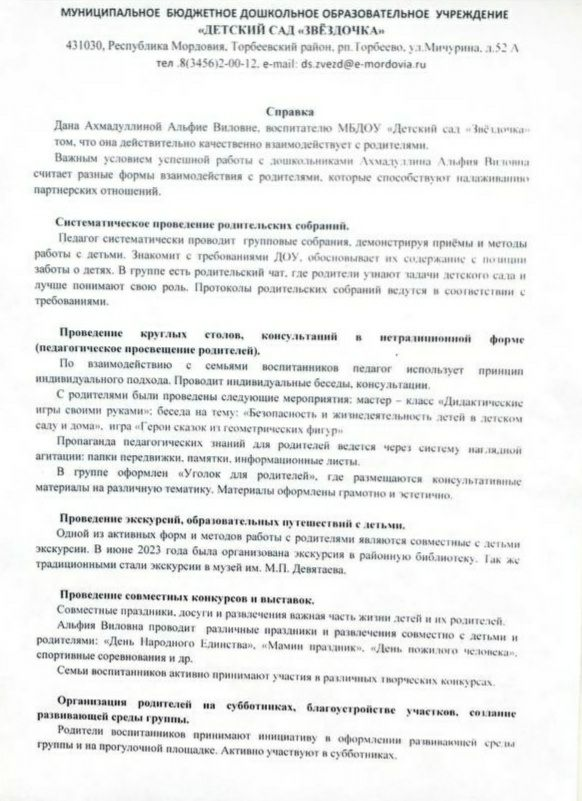 МУНИЦИПАЛЬНОЕ БЮДЖЕТНОЕ ДОШКОЛЬНОЕ ОБРАЗОВАТЕЛЬНОЕ УЧРЕЖДЕНИЕ
«ДЕТСКИЙ САД «ЗВЁЗДОЧКА»
431030, Республика Мордовия, Торбеевский район, рп.Торбеево, ул.Мичурина, д.52 А
тел .8(3456)2-00-12, e-mail: ds.zvezd@e-mordovia.ru
Справка
Дана Ахмадуллиной Альфие Виловне, воспитателю МБДОУ «Детский сад «Звёздочка»
том, что она действительно качественно взаимодействует с родителями.
Важным условием успешной работы с дошкольниками Ахмадуллина Альфия Виловна
считает разные формы взаимодействия с родителями, которые способствуют налаживанию
партнерских отношений.
Систематическое проведение родительских собраний.
Педагог систематически проводит групповые собрания, демонстрируя приёмы и методы
работы с детьми. Знакомит с требованиями ДОУ, обосновывает их содержание с позиции
заботы о детях. В группе есть родительский чат, где родители узнают задачи детского сада и
лучше понимают свою роль. Протоколы родительских собраний ведутся в соответствии с
требованиями.
Проведение круглых столов, консультаций в нетрадиционной форме
(педагогическое просвещение родителей).
По взаимодействию с семьями воспитанников педагог использует принцип
индивидуального подхода. Проводит индивидуальные беседы, консультации.
С родителями были проведены следующие мероприятия: мастер – класс «Дидактические
игры своими руками»; беседа на тему: «Безопасность и жизнедеятельность детей в детском
саду и дома», игра «Герои сказок из геометрических фигур»
Пропаганда педагогических знаний для родителей ведется через систему наглядной
агитации: папки передвижки, памятки, информационные листы.
В группе оформлен «Уголок для родителей», где размещаются консультативные
материалы на различную тематику. Материалы оформлены грамотно и эстетично.
Проведение экскурсий, образовательных путешествий с детьми.
Одной из активных форм и методов работы с родителями являются совместные с детьми
экскурсии. В июне 2023 года была организована экскурсия в районную библиотеку. Так же
традиционными стали экскурсии в музей им. М.П. Девятаева.
Проведение совместных конкурсов и выставок.
Совместные праздники, досуги и развлечения важная часть жизни детей и их родителей.
Альфия Виловна проводит различные праздники и развлечения совместно с детьми и
родителями: «День Народного Единства», «Мамин праздник», «День пожилого человека»,
спортивные соревнования и др.
Семьи воспитанников активно принимают участия в различных творческих конкурсах.
Организация родителей на субботниках, благоустройстве участков, создание
развивающей среды группы.
Родители воспитанников принимают инициативу в оформлении развивающей среды
группы и на прогулочной площадке. Активно участвуют в субботниках.